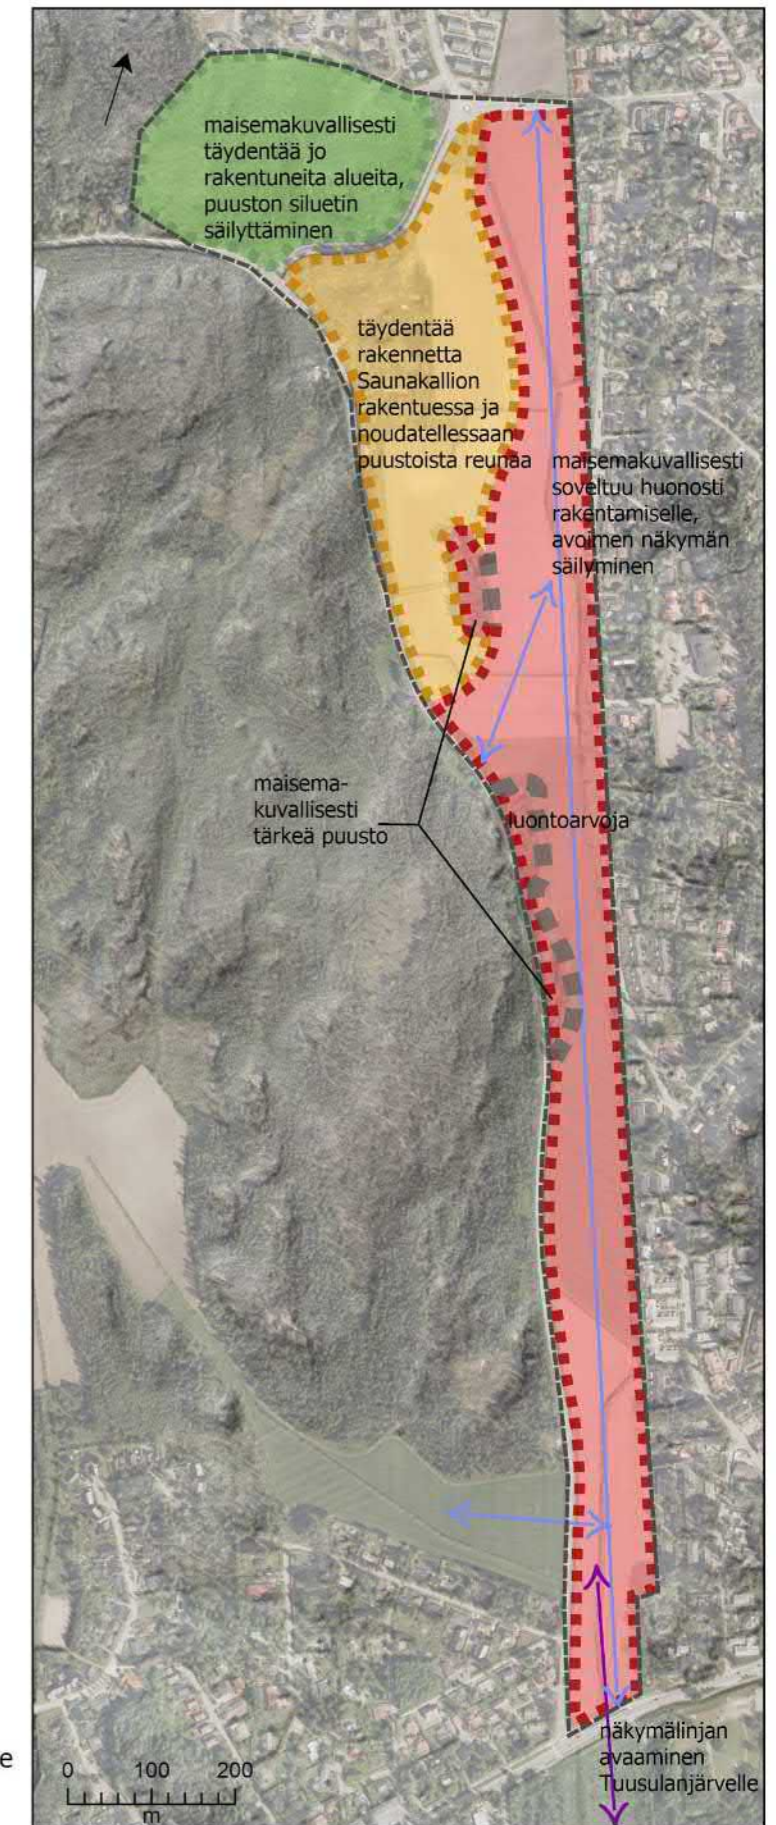 maisemakuvallisesti
täydentää jo
rakentuneita alueita,
puuston siluetin
säilyttäminen
täydentää
rakennetta
Saunakallion
rakentuessa ja
noudatellessaan
puustoista reunaa
maisemakuvallisesti
soveltuu huonosti
rakentamiselle,
avoimen näkymän
säilyminen
maisema-
kuvallisesti
tärkeä puusto
luontoarvoja
näkymälinjan
avaaminen
Tuusulanjärvelle
e
0 100 200
m